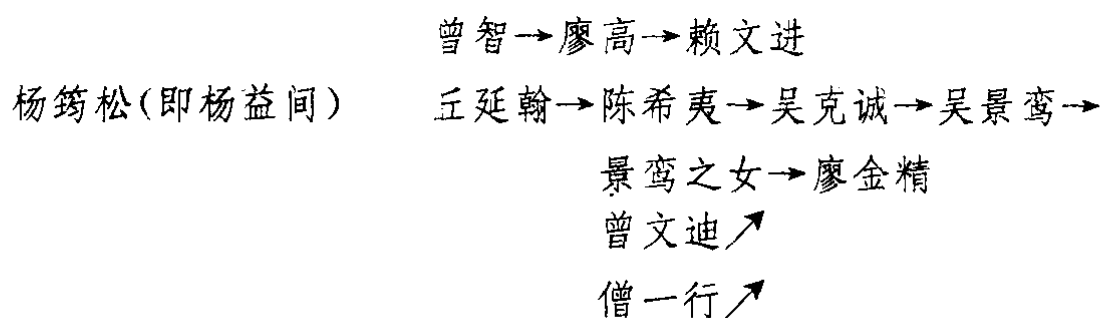 曾智→廖高→赖文进
杨筠松(即杨益间) 丘延翰→陈希夷→吴克诚→吴景鸾→
景鸾之女→廖金精
曾文迪↗
僧一行↗